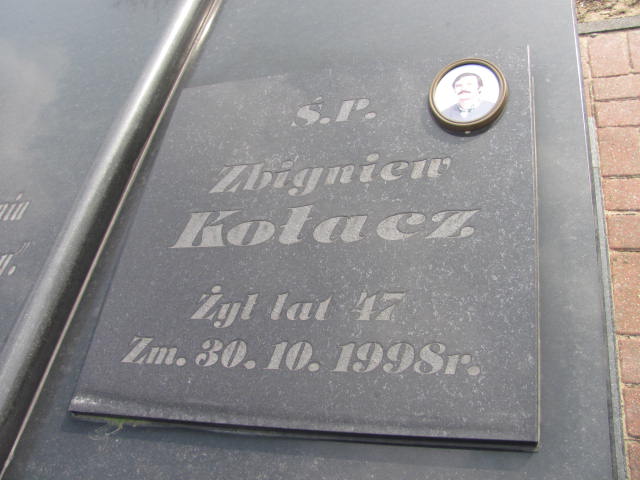 Ś.P.
Zbigniew
Kołacz
Żył lat 47
Zm. 30. 10. 1998r.